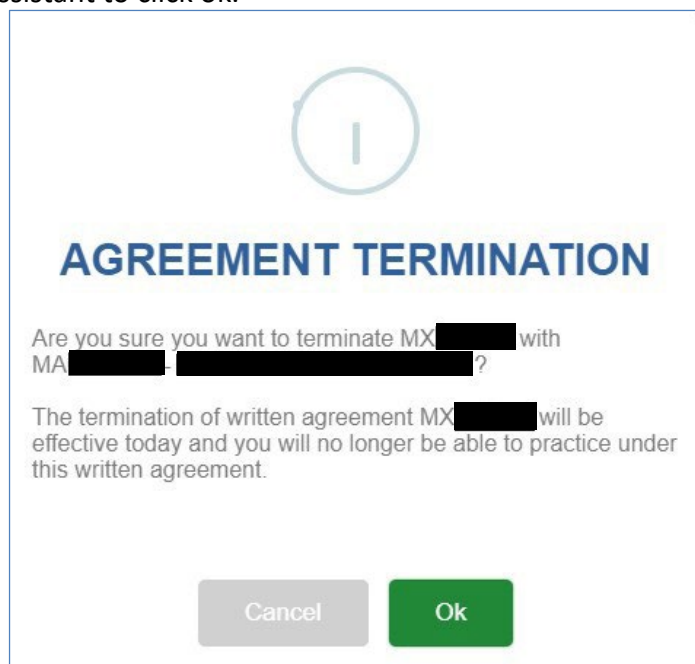 to click ok.
AGREEMENT TERMINATION
Are you sure you want to terminate MX with
MA - ?
The termination of written agreement MX will be
effective today and you will no longer be able to practice under
this written agreement.
Cancel
Ok